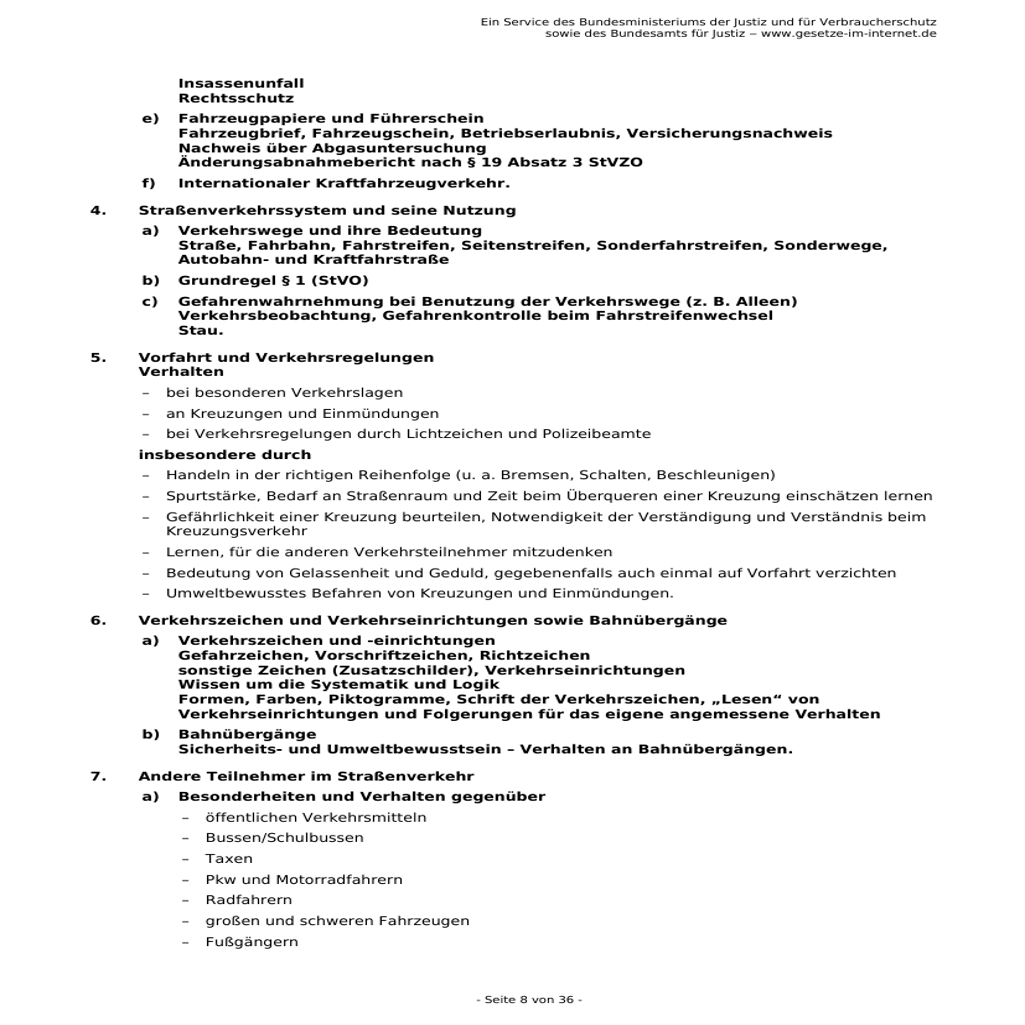 Ein Service des Bundesministeriums der Justiz und für Verbraucherschutz
sowie des Bundesamts für Justiz – www.gesetze-im-internet.de
Insassenunfall
Rechtsschutz
e) Fahrzeugpapiere und Führerschein
Fahrzeugbrief, Fahrzeugschein, Betriebserlaubnis, Versicherungsnachweis
Nachweis über Abgasuntersuchung
Änderungsabnahmebericht nach § 19 Absatz 3 StVZO
f) Internationaler Kraftfahrzeugverkehr.
4. Straßenverkehrssystem und seine Nutzung
a) Verkehrswege und ihre Bedeutung
Straße, Fahrbahn, Fahrstreifen, Seitenstreifen, Sonderfahrstreifen, Sonderwege,
Autobahn- und Kraftfahrstraße
b) Grundregel § 1 (StVO)
c) Gefahrenwahrnehmung bei Benutzung der Verkehrswege (z. B. Alleen)
Verkehrsbeobachtung, Gefahrenkontrolle beim Fahrstreifenwechsel
Stau.
5. Vorfahrt und Verkehrsregelungen
Verhalten
– bei besonderen Verkehrslagen
– an Kreuzungen und Einmündungen
– bei Verkehrsregelungen durch Lichtzeichen und Polizeibeamte
insbesondere durch
– Handeln in der richtigen Reihenfolge (u. a. Bremsen, Schalten, Beschleunigen)
– Spurtstärke, Bedarf an Straßenraum und Zeit beim Überqueren einer Kreuzung einschätzen lernen
– Gefährlichkeit einer Kreuzung beurteilen, Notwendigkeit der Verständigung und Verständnis beim
Kreuzungsverkehr
– Lernen, für die anderen Verkehrsteilnehmer mitzudenken
– Bedeutung von Gelassenheit und Geduld, gegebenenfalls auch einmal auf Vorfahrt verzichten
– Umweltbewusstes Befahren von Kreuzungen und Einmündungen.
6. Verkehrszeichen und Verkehrseinrichtungen sowie Bahnübergänge
a) Verkehrszeichen und -einrichtungen
Gefahrzeichen, Vorschriftzeichen, Richtzeichen
sonstige Zeichen (Zusatzschilder), Verkehrseinrichtungen
Wissen um die Systematik und Logik
Formen, Farben, Piktogramme, Schrift der Verkehrszeichen, „Lesen“ von
Verkehrseinrichtungen und Folgerungen für das eigene angemessene Verhalten
b) Bahnübergänge
Sicherheits- und Umweltbewusstsein – Verhalten an Bahnübergängen.
7. Andere Teilnehmer im Straßenverkehr
a) Besonderheiten und Verhalten gegenüber
– öffentlichen Verkehrsmitteln
– Bussen/Schulbussen
– Taxen
– Pkw und Motorradfahrern
– Radfahrern
– großen und schweren Fahrzeugen
– Fußgängern
- Seite 8 von 36 -